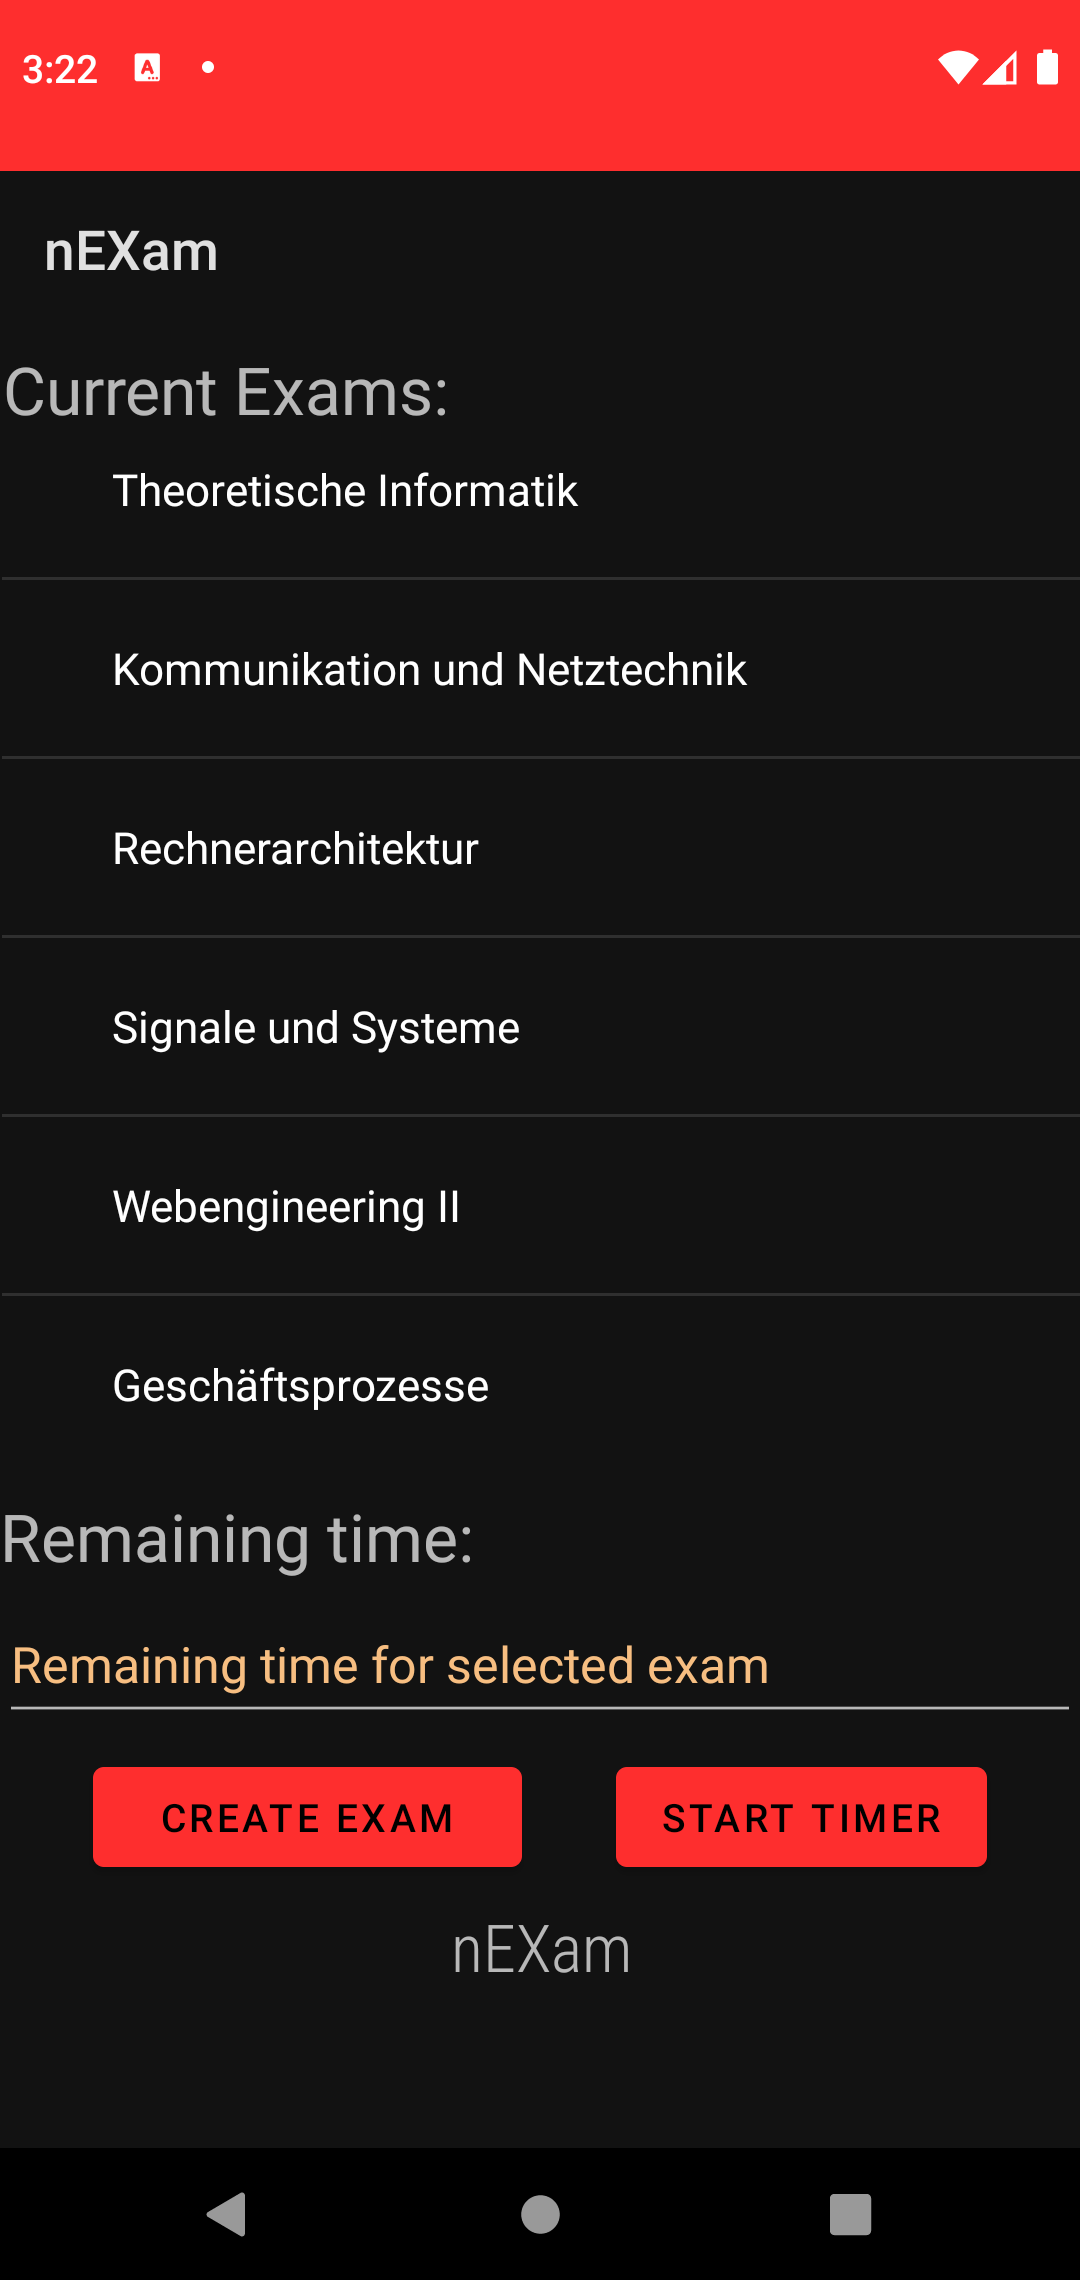 3:22
nEXam
Current Exams:
Theoretische Informatik
Kommunikation und Netztechnik
Rechnerarchitektur
Signale und Systeme
Webengineering II
Geschäftsprozesse
Remaining time:
Remaining time for selected exam
CREATE EXAM START TIMER
nEXam